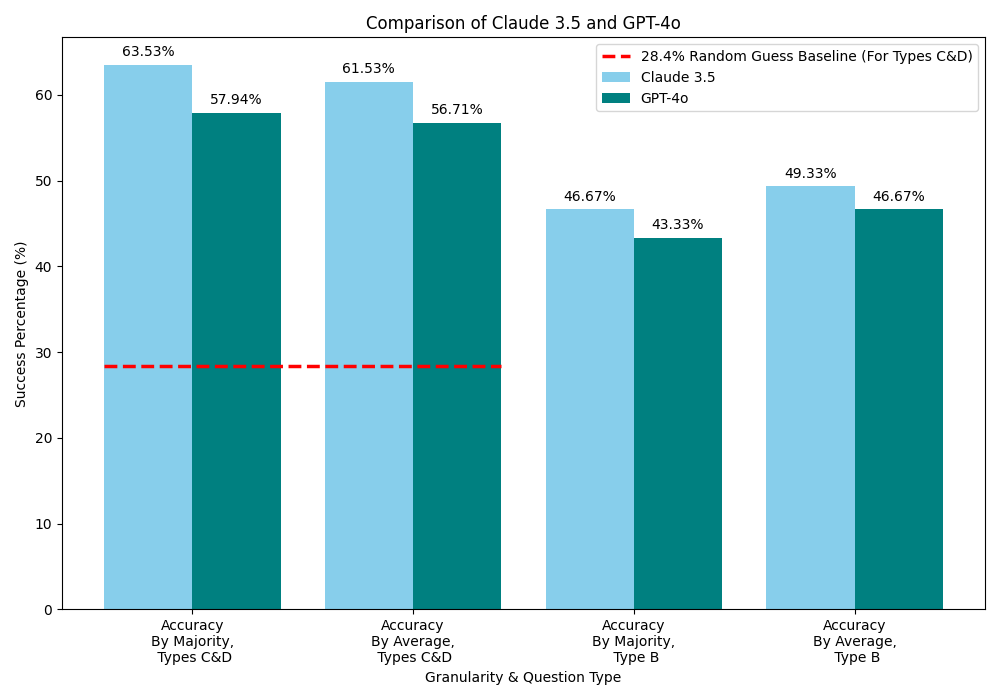 Comparison of Claude 3.5 and GPT-4o
28.4% Random Guess Baseline (For Types C&D)
Claude 3.5
GPT-4o
63.53%
57.94%
61.53%
56.71%
46.67%
43.33%
49.33%
46.67%
Success Percentage (%)
60
50
40
30
20
10
0
Accuracy
By Majority,
Types C&D
Accuracy
By Average,
Types C&D
Accuracy
By Majority,
Type B
Accuracy
By Average,
Type B
Granularity & Question Type